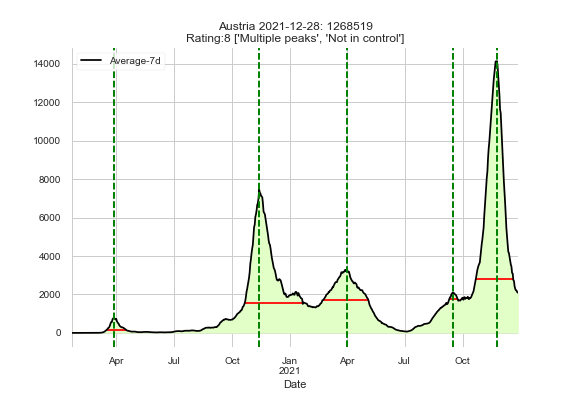 Austria 2021-12-28: 1268519
Rating:8 ['Multiple peaks', 'Not in control']
Average-7d
14000
12000
10000
8000
6000
4000
2000
0
Apr Jul Oct Jan Apr Jul Oct
2021
Date